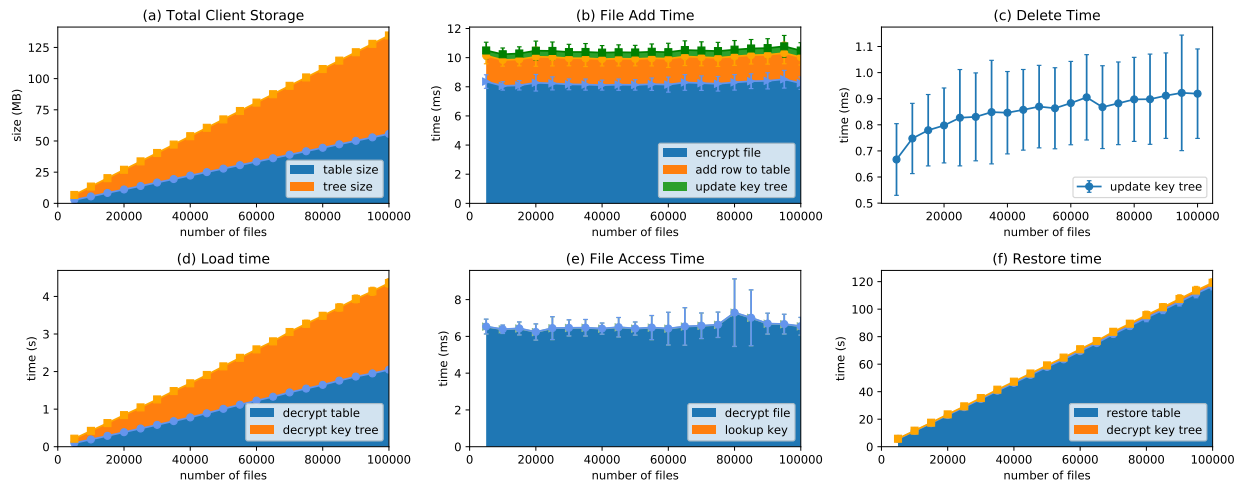 (a) Total Client Storage
size (MB)
125
100
75
50
25
0
table size
tree size
0 20000 40000 60000 80000 100000
number of files
(b) File Add Time
time (ms)
12
10
8
6
4
2
0
encrypt file
add row to table
update key tree
0 20000 40000 60000 80000 100000
number of files
(c) Delete Time
time (ms)
1.1
1.0
0.9
0.8
0.7
0.6
0.5
update key tree
20000 40000 60000 80000 100000
number of files
(d) Load time
time (s)
4
3
2
1
0
decrypt table
decrypt key tree
0 20000 40000 60000 80000 100000
number of files
(e) File Access Time
time (ms)
8
6
4
2
0
decrypt file
lookup key
0 20000 40000 60000 80000 100000
number of files
(f) Restore time
time (s)
120
100
80
60
40
20
0
restore table
decrypt key tree
0 20000 40000 60000 80000 100000
number of files